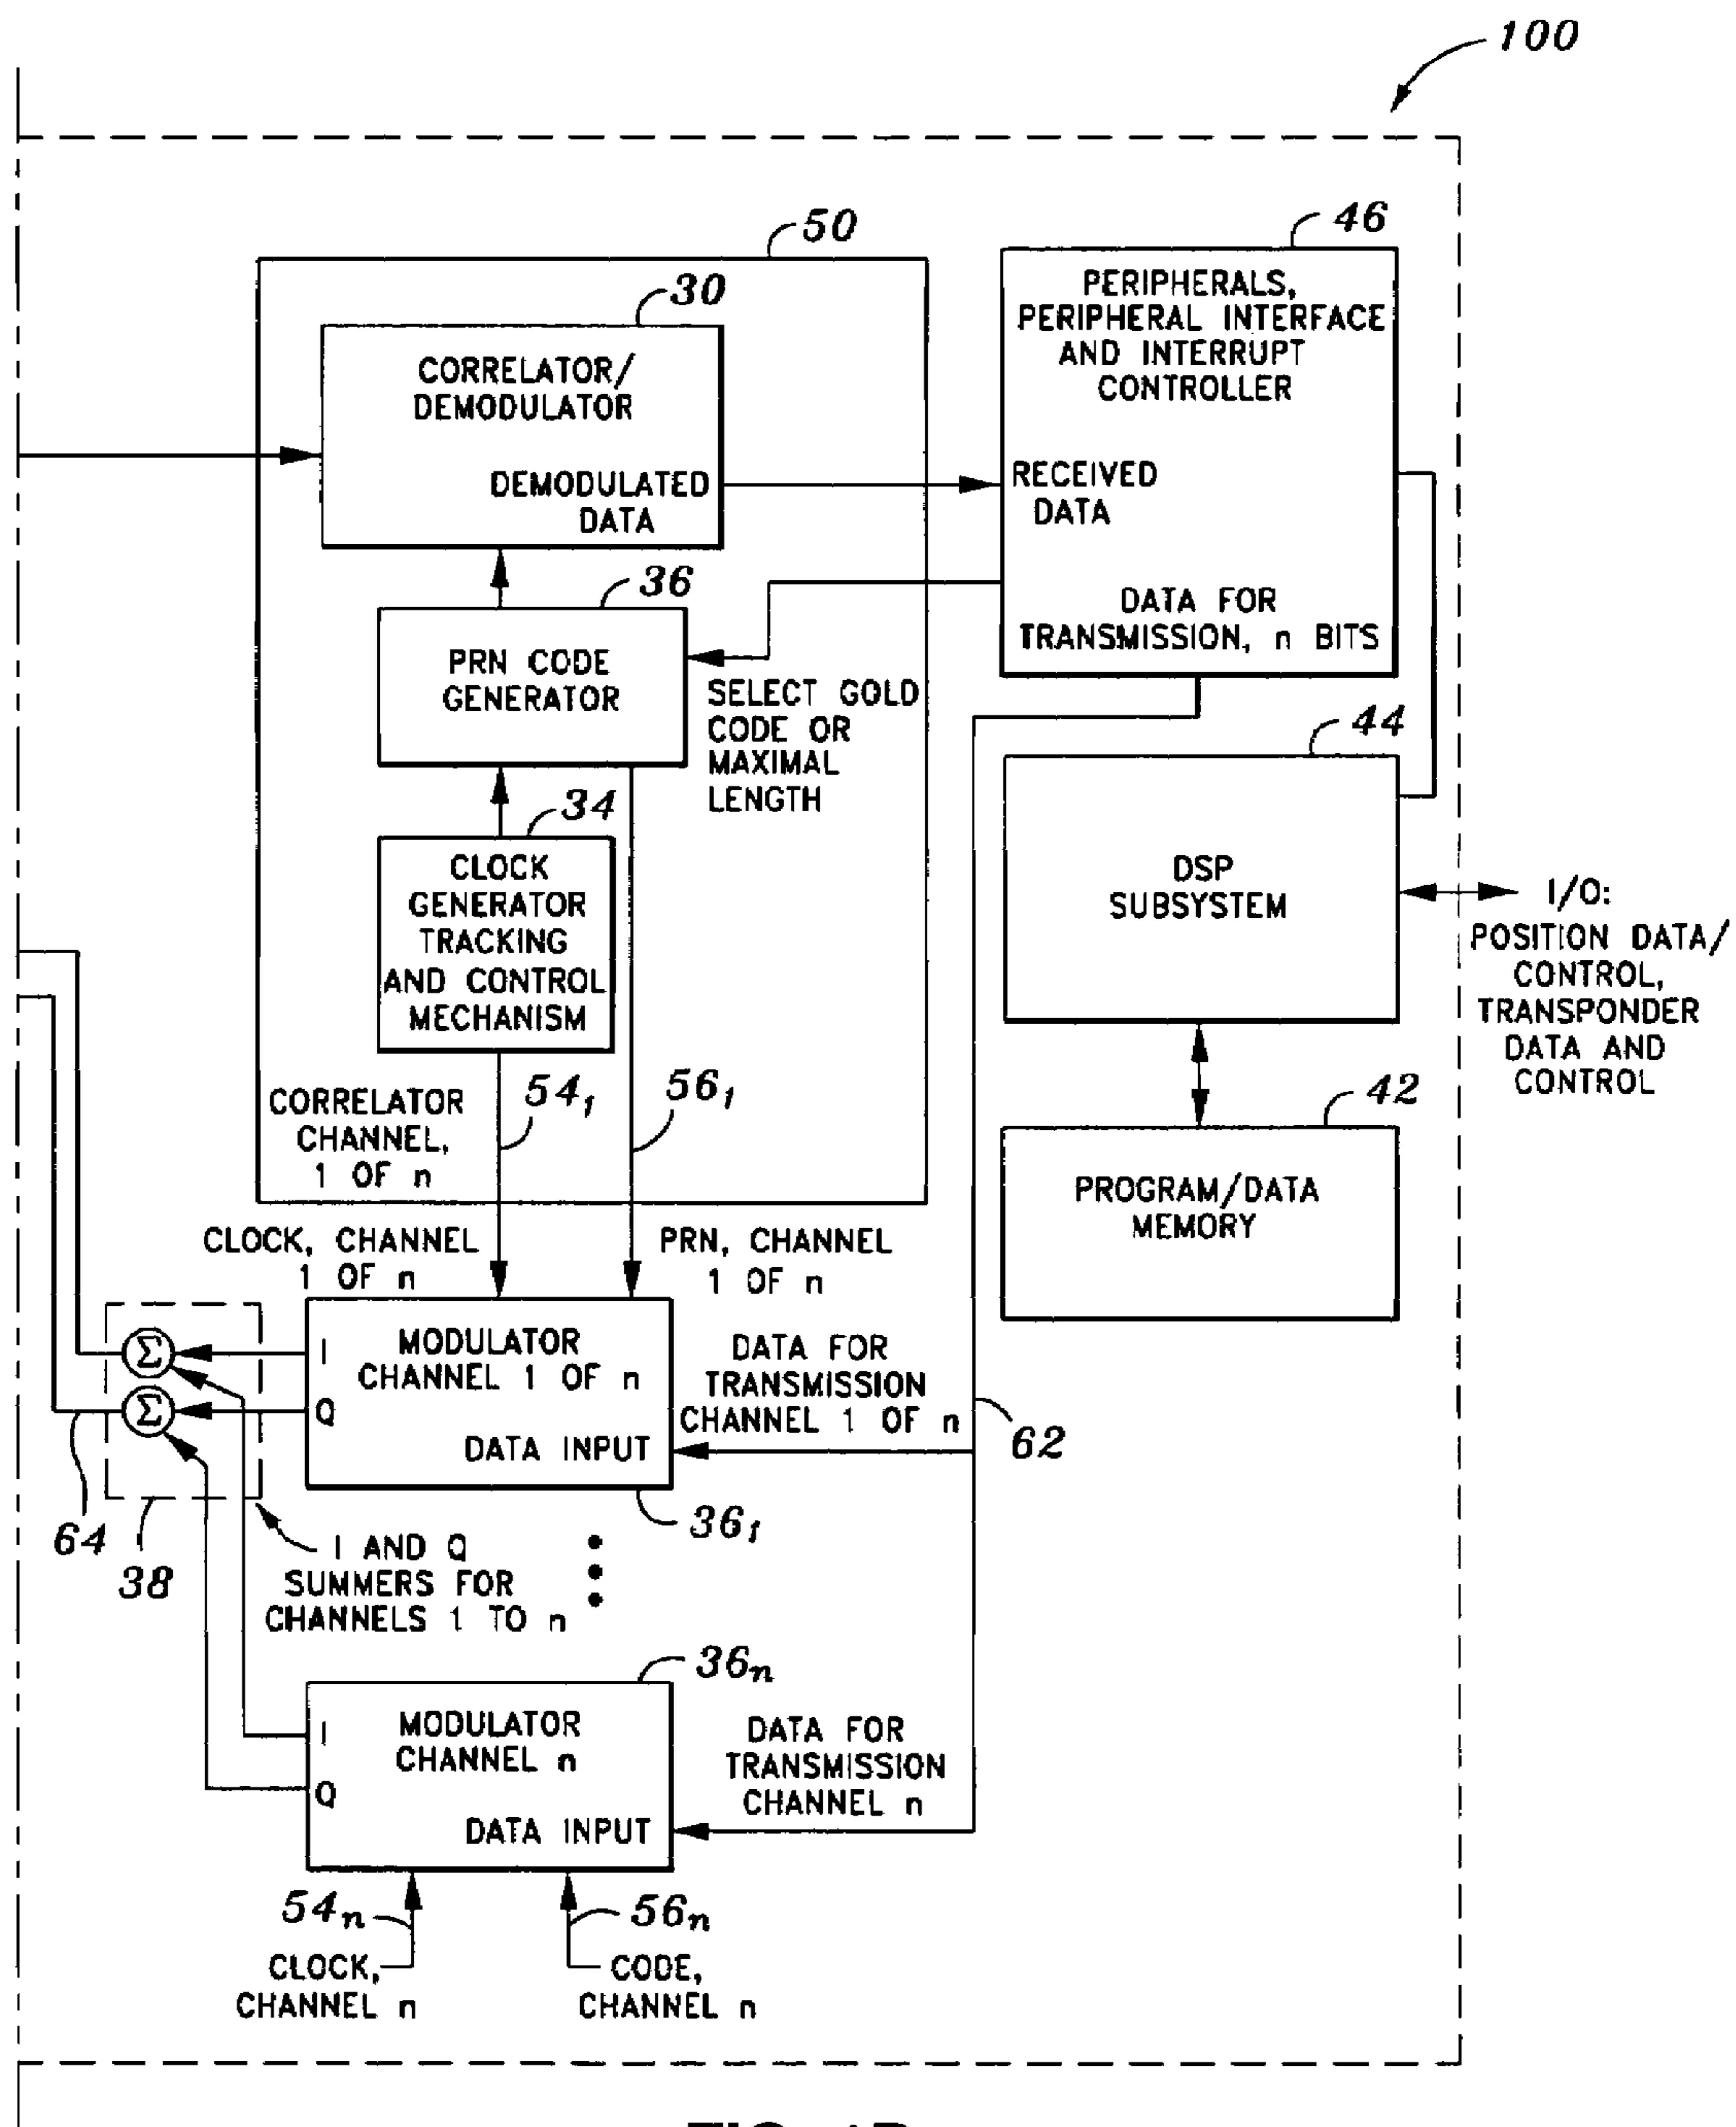 100
50
46
30
PERIPHERALS,
PERIPHERAL INTERFACE
AND INTERRUPT
CONTROLLER
CORRELATOR/
DEMODULATOR
DEMODULATED
DATA
RECEIVED
DATA
36
DATA FOR
TRANSMISSION, n BITS
PRN CODE
GENERATOR
SELECT GOLD
CODE OR
MAXIMAL
LENGTH
44
34
CLOCK
GENERATOR
TRACKING
AND CONTROL
MECHANISM
DSP
SUBSYSTEM
I/O:
POSITION DATA/
CONTROL,
TRANSPONDER
DATA AND
CONTROL
54₁
56₁
42
CORRELATOR
CHANNEL,
1 OF n
PROGRAM/DATA
MEMORY
CLOCK, CHANNEL
1 OF n
PRN, CHANNEL
1 OF n
Σ
Σ
I
Q
MODULATOR
CHANNEL 1 OF n
DATA INPUT
DATA FOR
TRANSMISSION
CHANNEL 1 OF n
62
64
38
36₁
I AND Q
SUMMERS FOR
CHANNELS 1 TO n
36ₙ
I
Q
MODULATOR
CHANNEL n
DATA INPUT
DATA FOR
TRANSMISSION
CHANNEL n
54ₙ
56ₙ
CLOCK,
CHANNEL n
CODE,
CHANNEL n